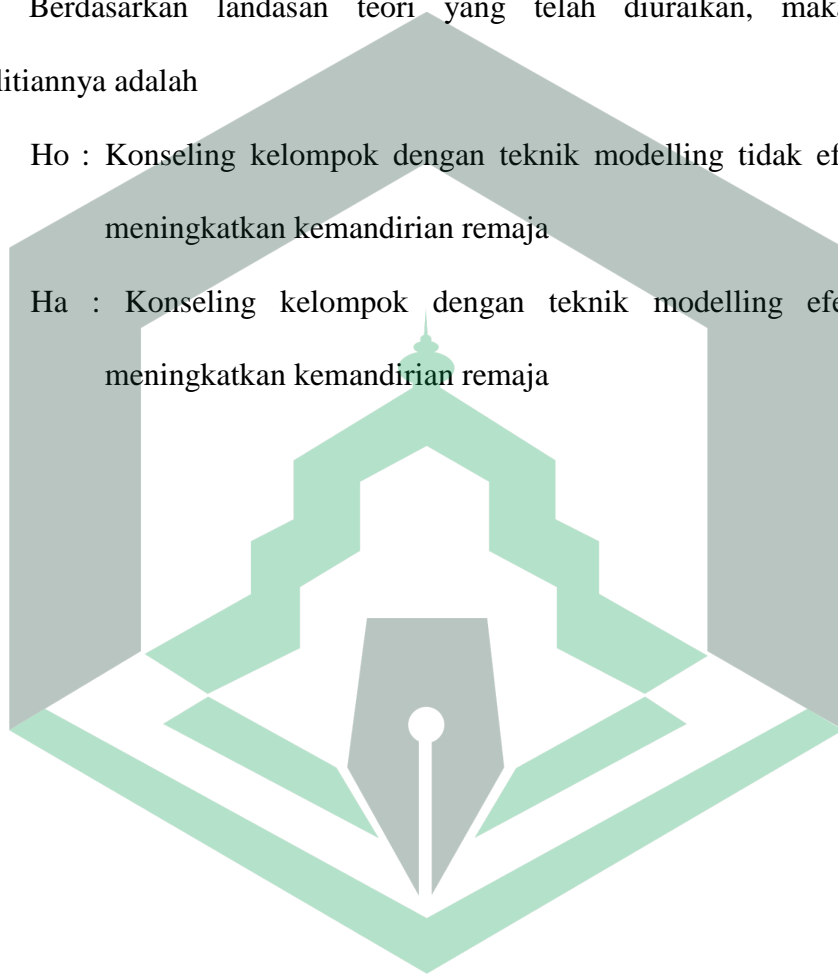 Berdasarkan landasan teori yang telah diuraikan, maka
litiannya adalah
Ho : Konseling kelompok dengan teknik modelling tidak ef
meningkatkan kemandirian remaja
Ha : Konseling kelompok dengan teknik modelling efe
meningkatkan kemandirian remaja